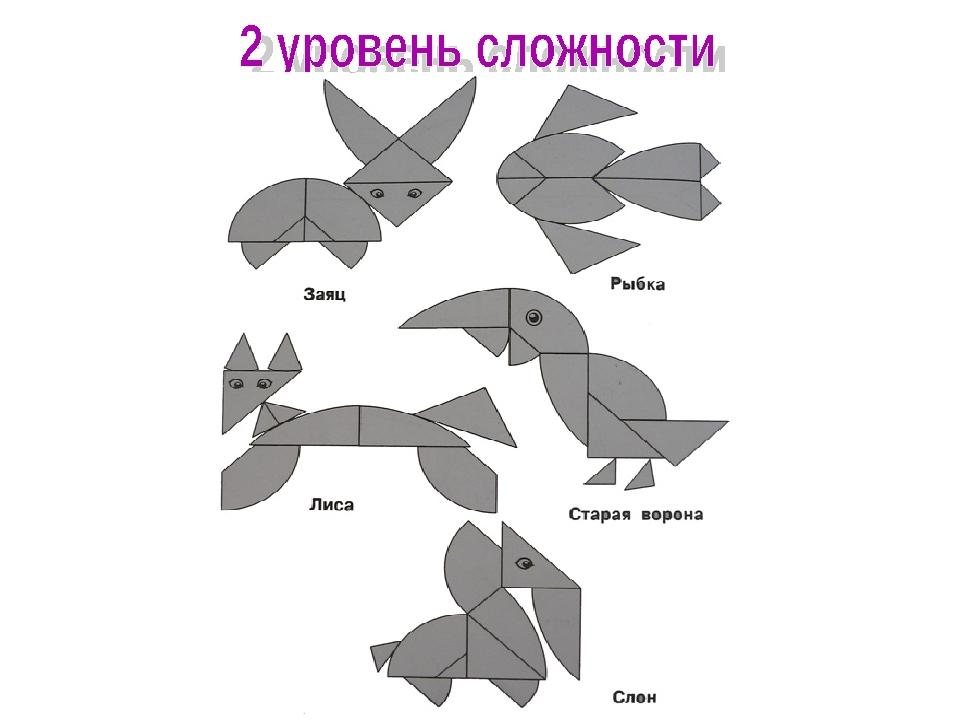 2 уровень сложности
Заяц
Рыбка
Лиса
Старая ворона
Слон